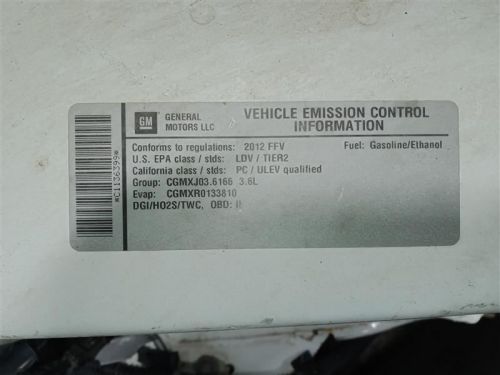 GM
GENERAL MOTORS LLC
VEHICLE EMISSION CONTROL
INFORMATION
Conforms to regulations: 2012 FFV Fuel: Gasoline/Ethanol
U.S. EPA class / stds: LDV / TIER2
California class / stds: PC / ULEV qualified
Group: CGMXJ03.6166 3.6L
Evap: CGMXR0133810
DGI/HO2S/TWC, OBD: II
*C1136399*